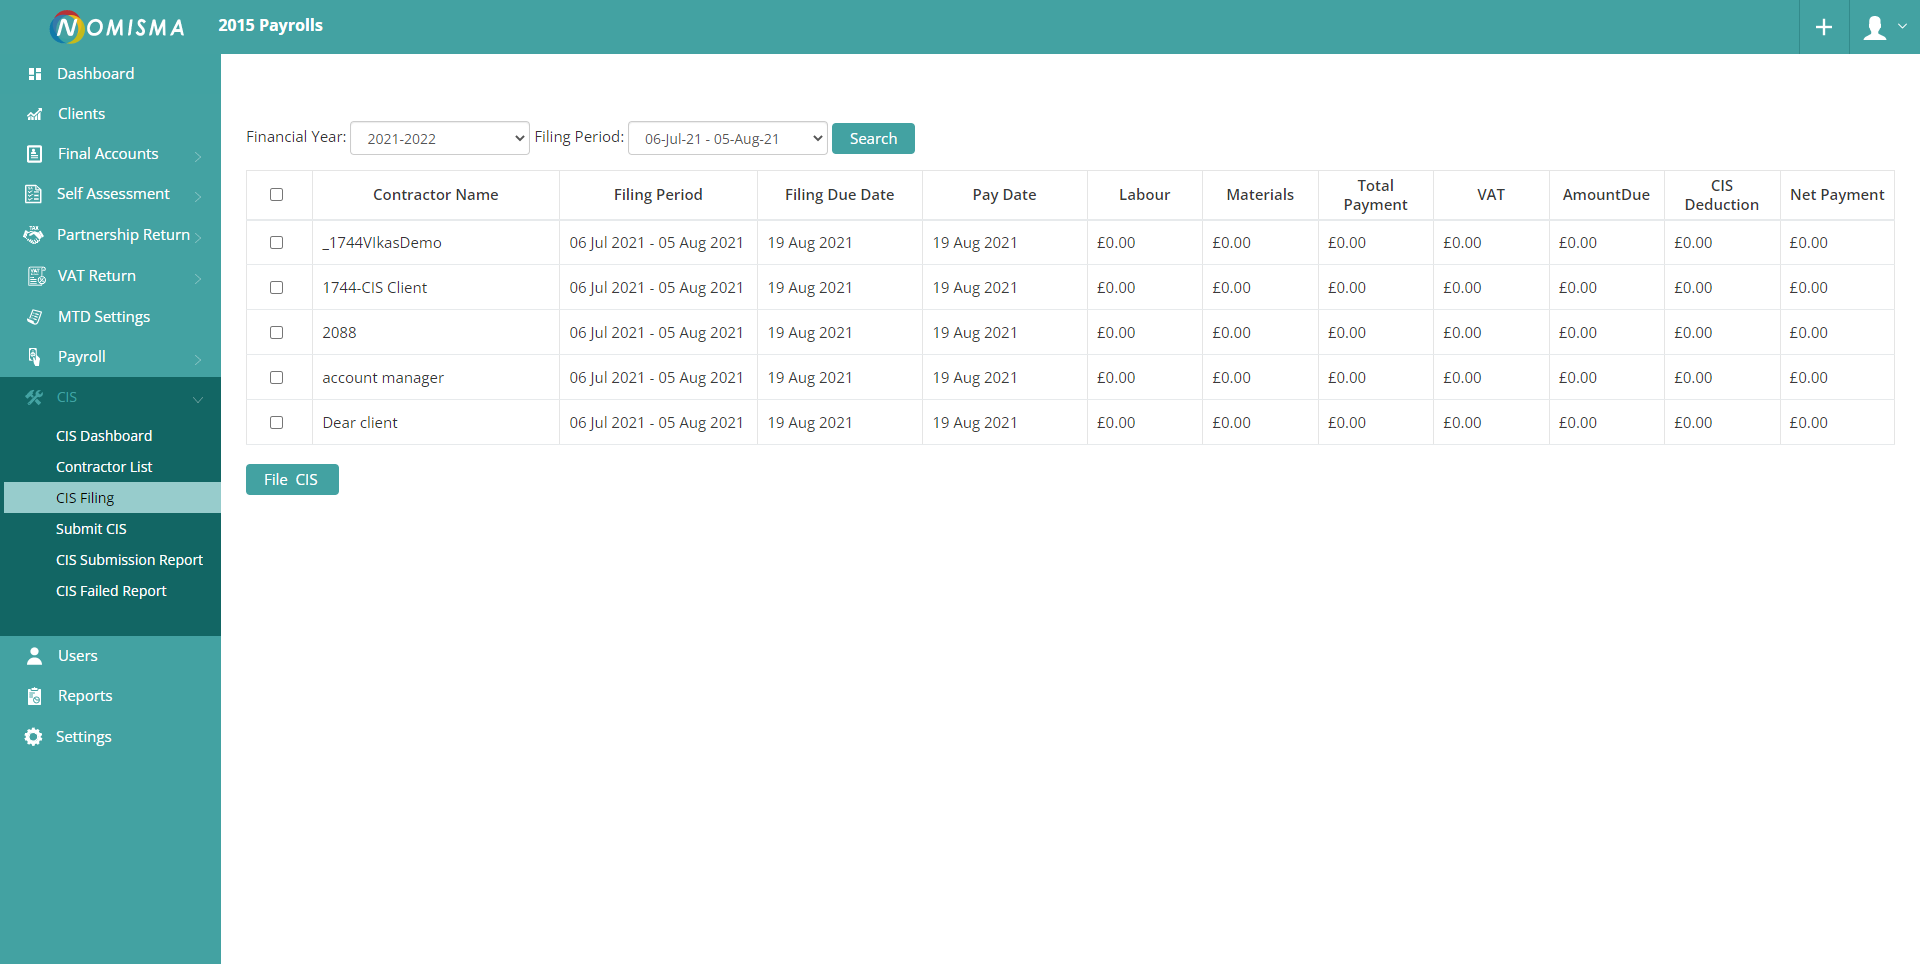 NOMISMA
2015 Payrolls
Dashboard
Clients
Final Accounts
Self Assessment
Partnership Return
VAT Return
MTD Settings
Payroll
CIS
CIS Dashboard
Contractor List
CIS Filing
Submit CIS
CIS Submission Report
CIS Failed Report
Users
Reports
Settings
Financial Year: 2021-2022 Filing Period: 06-Jul-21 - 05-Aug-21 Search
Contractor Name Filing Period Filing Due Date Pay Date Labour Materials Total Payment VAT AmountDue CIS Deduction Net Payment
_1744VIkasDemo 06 Jul 2021 - 05 Aug 2021 19 Aug 2021 19 Aug 2021 £0.00 £0.00 £0.00 £0.00 £0.00 £0.00 £0.00
1744-CIS Client 06 Jul 2021 - 05 Aug 2021 19 Aug 2021 19 Aug 2021 £0.00 £0.00 £0.00 £0.00 £0.00 £0.00 £0.00
2088 06 Jul 2021 - 05 Aug 2021 19 Aug 2021 19 Aug 2021 £0.00 £0.00 £0.00 £0.00 £0.00 £0.00 £0.00
account manager 06 Jul 2021 - 05 Aug 2021 19 Aug 2021 19 Aug 2021 £0.00 £0.00 £0.00 £0.00 £0.00 £0.00 £0.00
Dear client 06 Jul 2021 - 05 Aug 2021 19 Aug 2021 19 Aug 2021 £0.00 £0.00 £0.00 £0.00 £0.00 £0.00 £0.00
File CIS